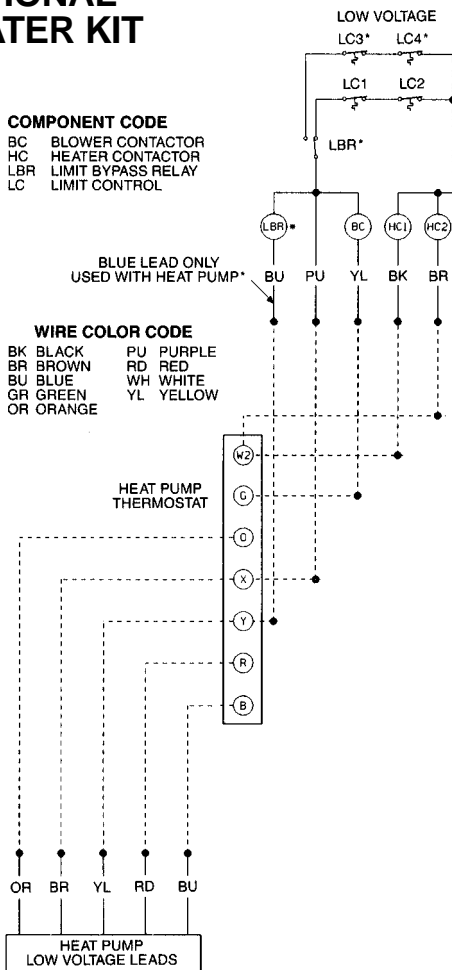 IONAL
ATER KIT
LOW VOLTAGE
LC3* LC4*
LC1 LC2
LBR*
COMPONENT CODE
BC BLOWER CONTACTOR
HC HEATER CONTACTOR
LBR LIMIT BYPASS RELAY
LC LIMIT CONTROL
LBR * BC HC1 HC2
BLUE LEAD ONLY
USED WITH HEAT PUMP*
BU PU YL BK BR
WIRE COLOR CODE
BK BLACK PU PURPLE
BR BROWN RD RED
BU BLUE WH WHITE
GR GREEN YL YELLOW
OR ORANGE
HEAT PUMP
THERMOSTAT
W2
G
O
X
Y
R
B
OR BR YL RD BU
HEAT PUMP
LOW VOLTAGE LEADS